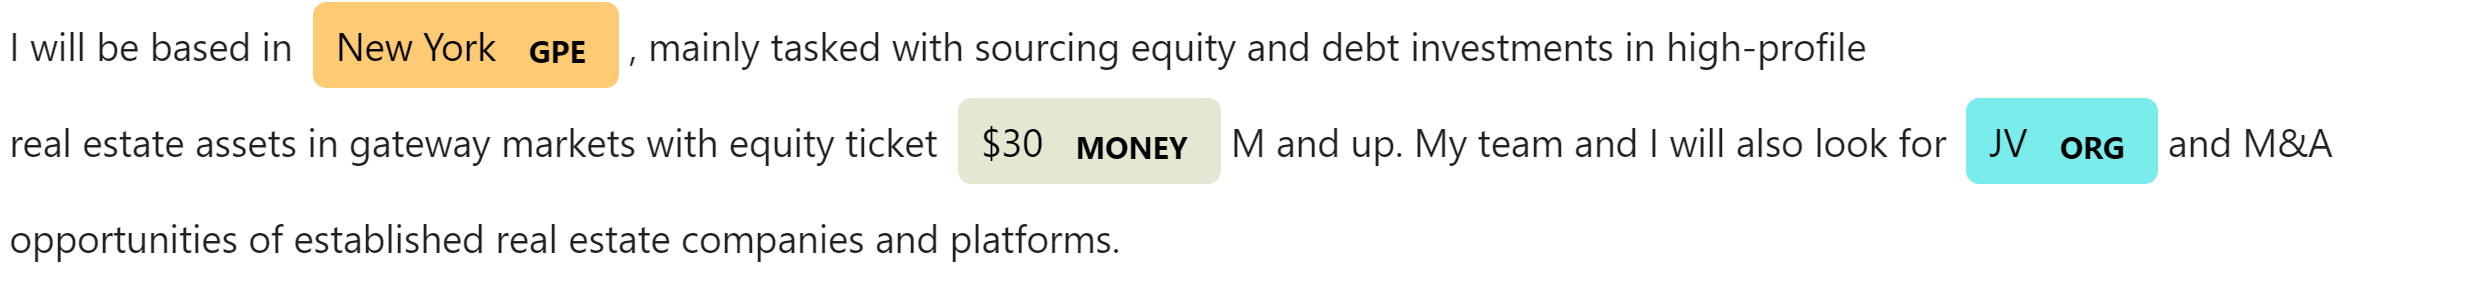 I will be based in New York GPE , mainly tasked with sourcing equity and debt investments in high-profile
real estate assets in gateway markets with equity ticket $30 MONEY M and up. My team and I will also look for JV ORG and M&A
opportunities of established real estate companies and platforms.